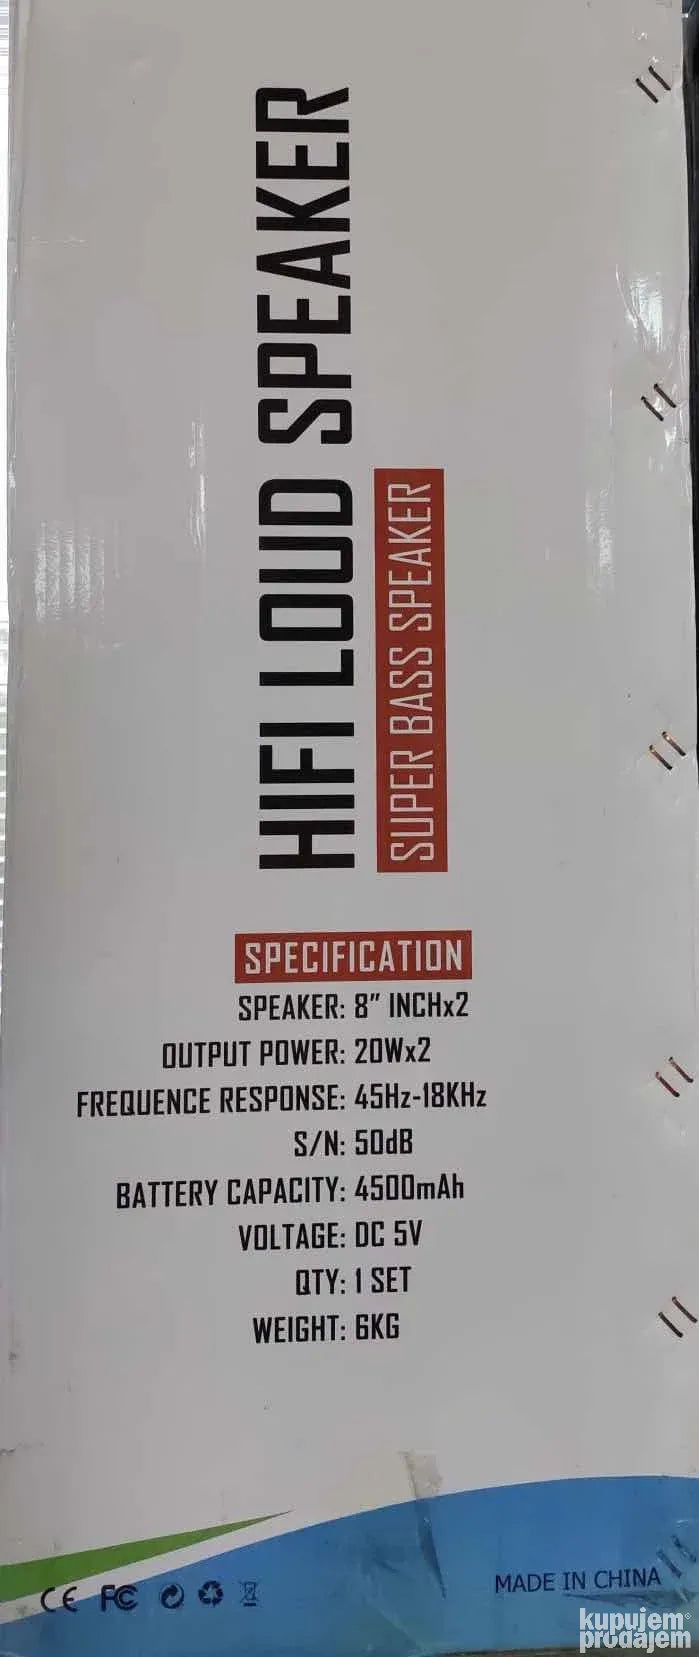 HIFI LOUD SPEAKER
SUPER BASS SPEAKER
SPECIFICATION
SPEAKER: 8” INCHx2
OUTPUT POWER: 20Wx2
FREQUENCE RESPONSE: 45Hz-18KHz
S/N: 50dB
BATTERY CAPACITY: 4500mAh
VOLTAGE: DC 5V
QTY: 1 SET
WEIGHT: 6KG
CE FC
MADE IN CHINA
kupujem
prodajem